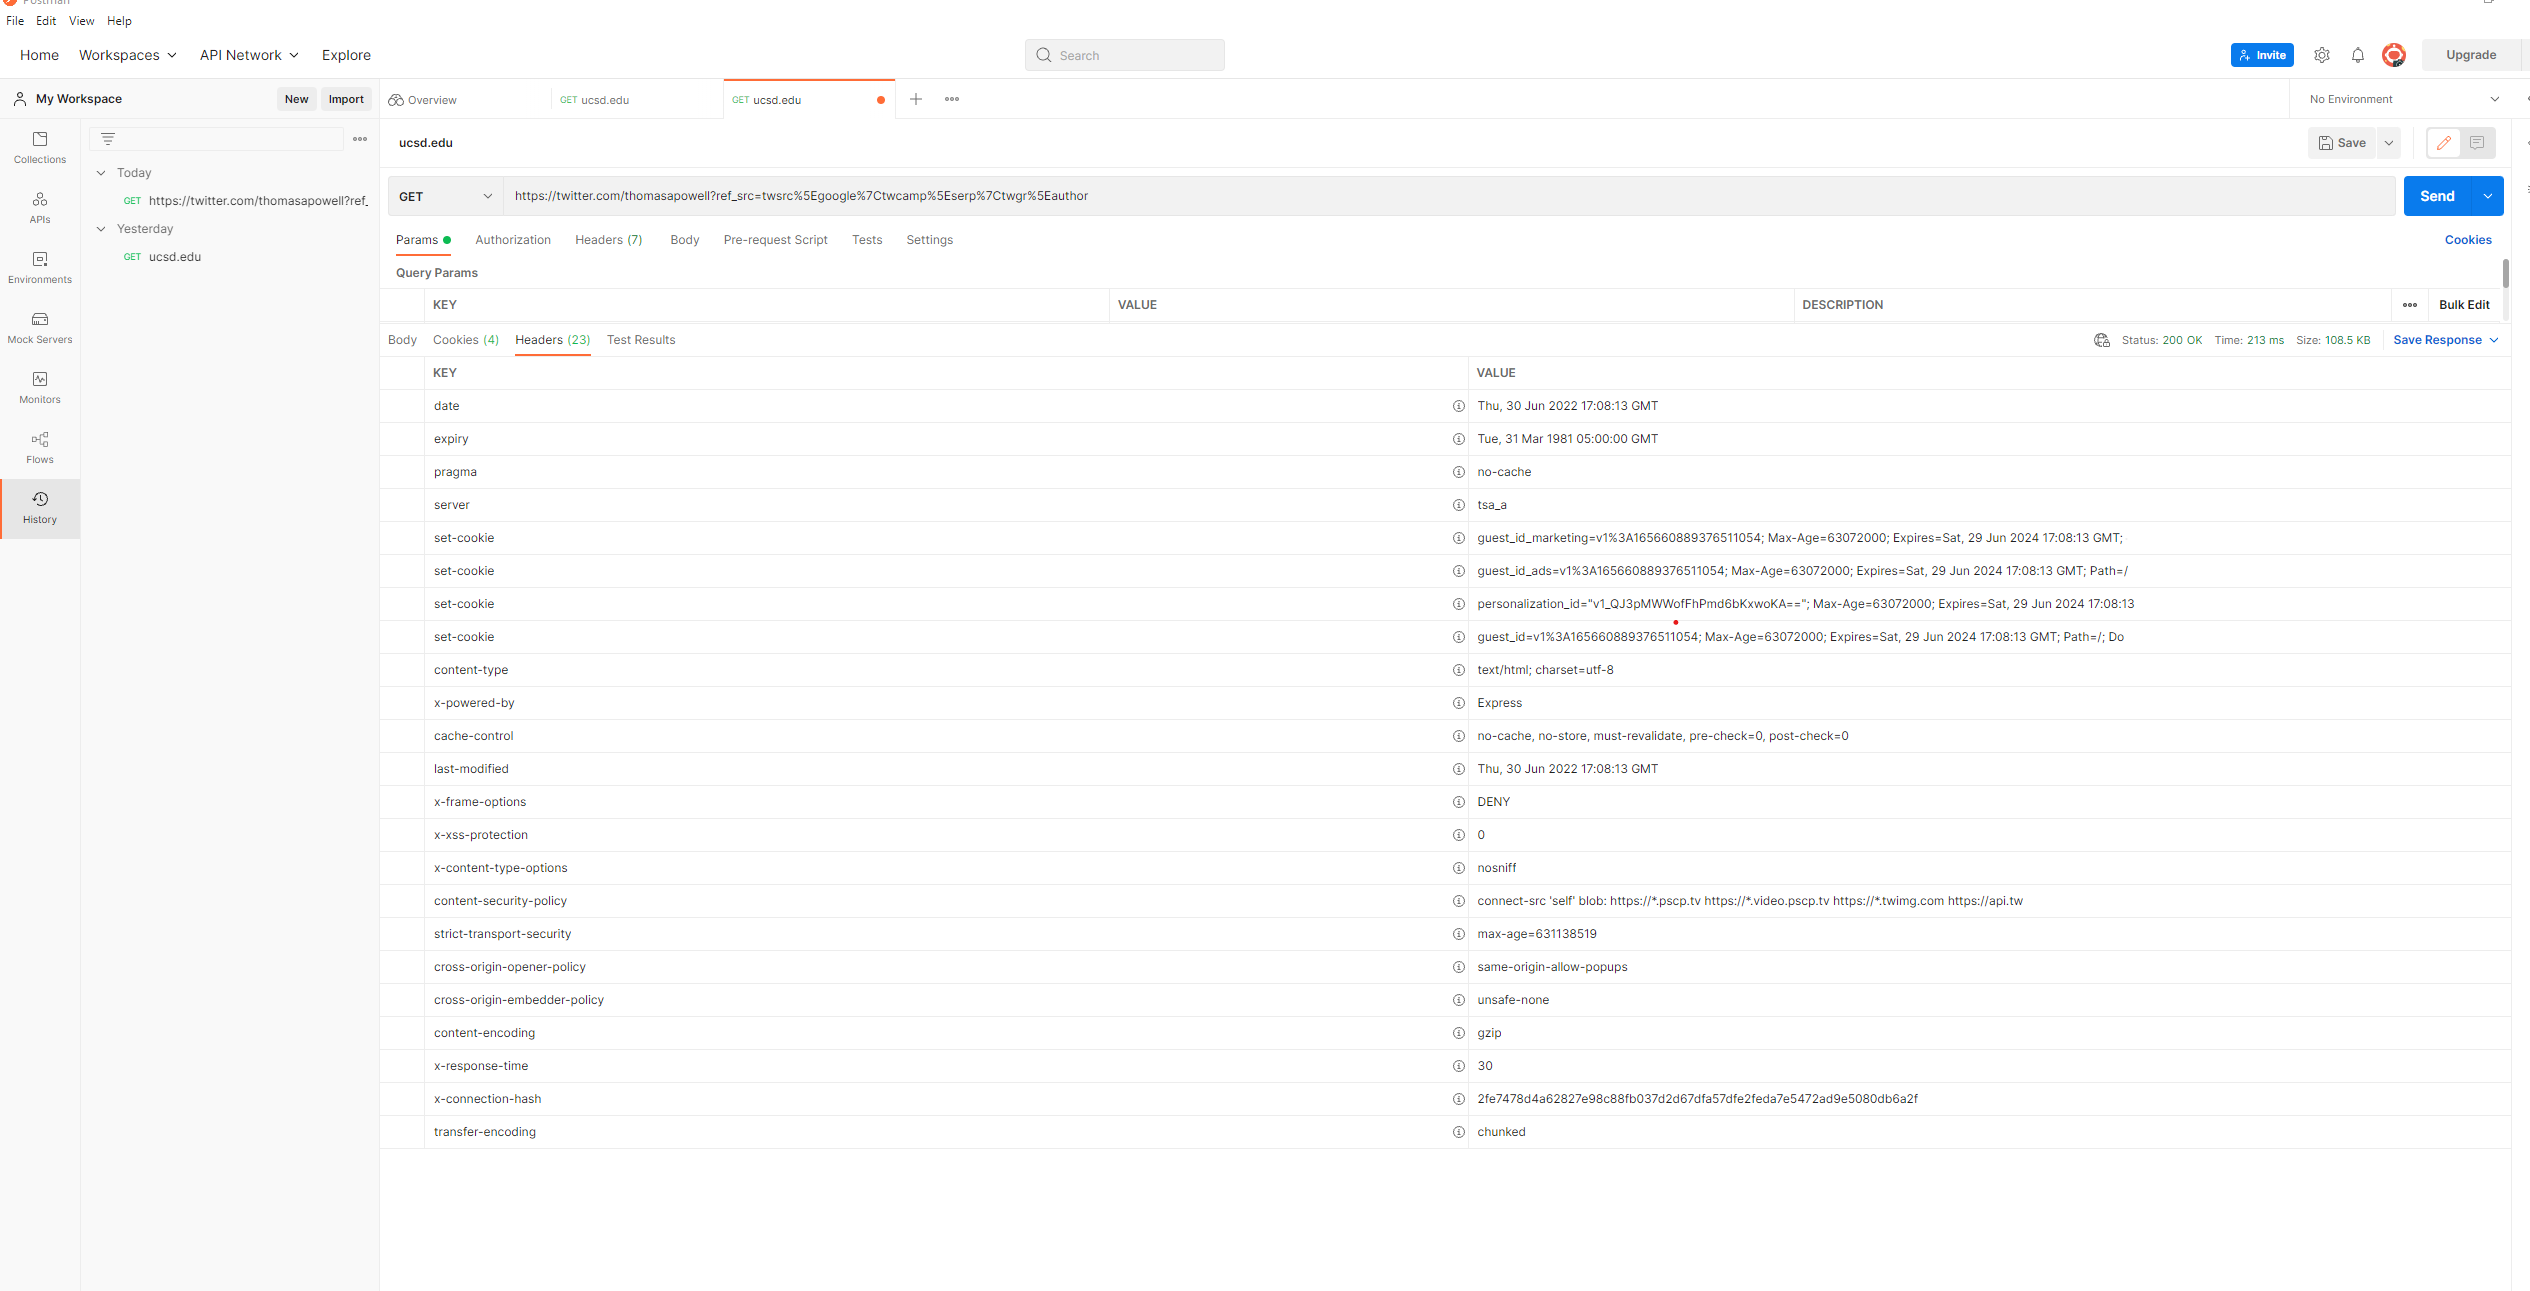 Postman
File Edit View Help
Home Workspaces API Network Explore
Search
Invite
Upgrade
My Workspace
New Import
Overview
GET ucsd.edu
GET ucsd.edu
No Environment
Collections
APIs
Environments
Mock Servers
Monitors
Flows
History
Today
GET https://twitter.com/thomasapowell?ref_
Yesterday
GET ucsd.edu
ucsd.edu
Save
GET https://twitter.com/thomasapowell?ref_src=twsrc%5Egoogle%7Ctwcamp%5Eserp%7Ctwgr%5Eauthor
Send
Params Authorization Headers (7) Body Pre-request Script Tests Settings
Cookies
Query Params
KEY VALUE DESCRIPTION
Bulk Edit
Body Cookies (4) Headers (23) Test Results
Status: 200 OK Time: 213 ms Size: 108.5 KB
Save Response
KEY VALUE
date Thu, 30 Jun 2022 17:08:13 GMT
expiry Tue, 31 Mar 1981 05:00:00 GMT
pragma no-cache
server tsa_a
set-cookie guest_id_marketing=v1%3A165660889376511054; Max-Age=63072000; Expires=Sat, 29 Jun 2024 17:08:13 GMT;
set-cookie guest_id_ads=v1%3A165660889376511054; Max-Age=63072000; Expires=Sat, 29 Jun 2024 17:08:13 GMT; Path=/
set-cookie personalization_id="v1_QJ3pMWWofFhPmd6bKxwoKA=="; Max-Age=63072000; Expires=Sat, 29 Jun 2024 17:08:13
set-cookie guest_id=v1%3A165660889376511054; Max-Age=63072000; Expires=Sat, 29 Jun 2024 17:08:13 GMT; Path=/; Do
content-type text/html; charset=utf-8
x-powered-by Express
cache-control no-cache, no-store, must-revalidate, pre-check=0, post-check=0
last-modified Thu, 30 Jun 2022 17:08:13 GMT
x-frame-options DENY
x-xss-protection 0
x-content-type-options nosniff
content-security-policy connect-src 'self' blob: https://*.pscp.tv https://*.video.pscp.tv https://*.twimg.com https://api.tw
strict-transport-security max-age=631138519
cross-origin-opener-policy same-origin-allow-popups
cross-origin-embedder-policy unsafe-none
content-encoding gzip
x-response-time 30
x-connection-hash 2fe7478d4a62827e98c88fb037d2d67dfa57dfe2feda7e5472ad9e5080db6a2f
transfer-encoding chunked